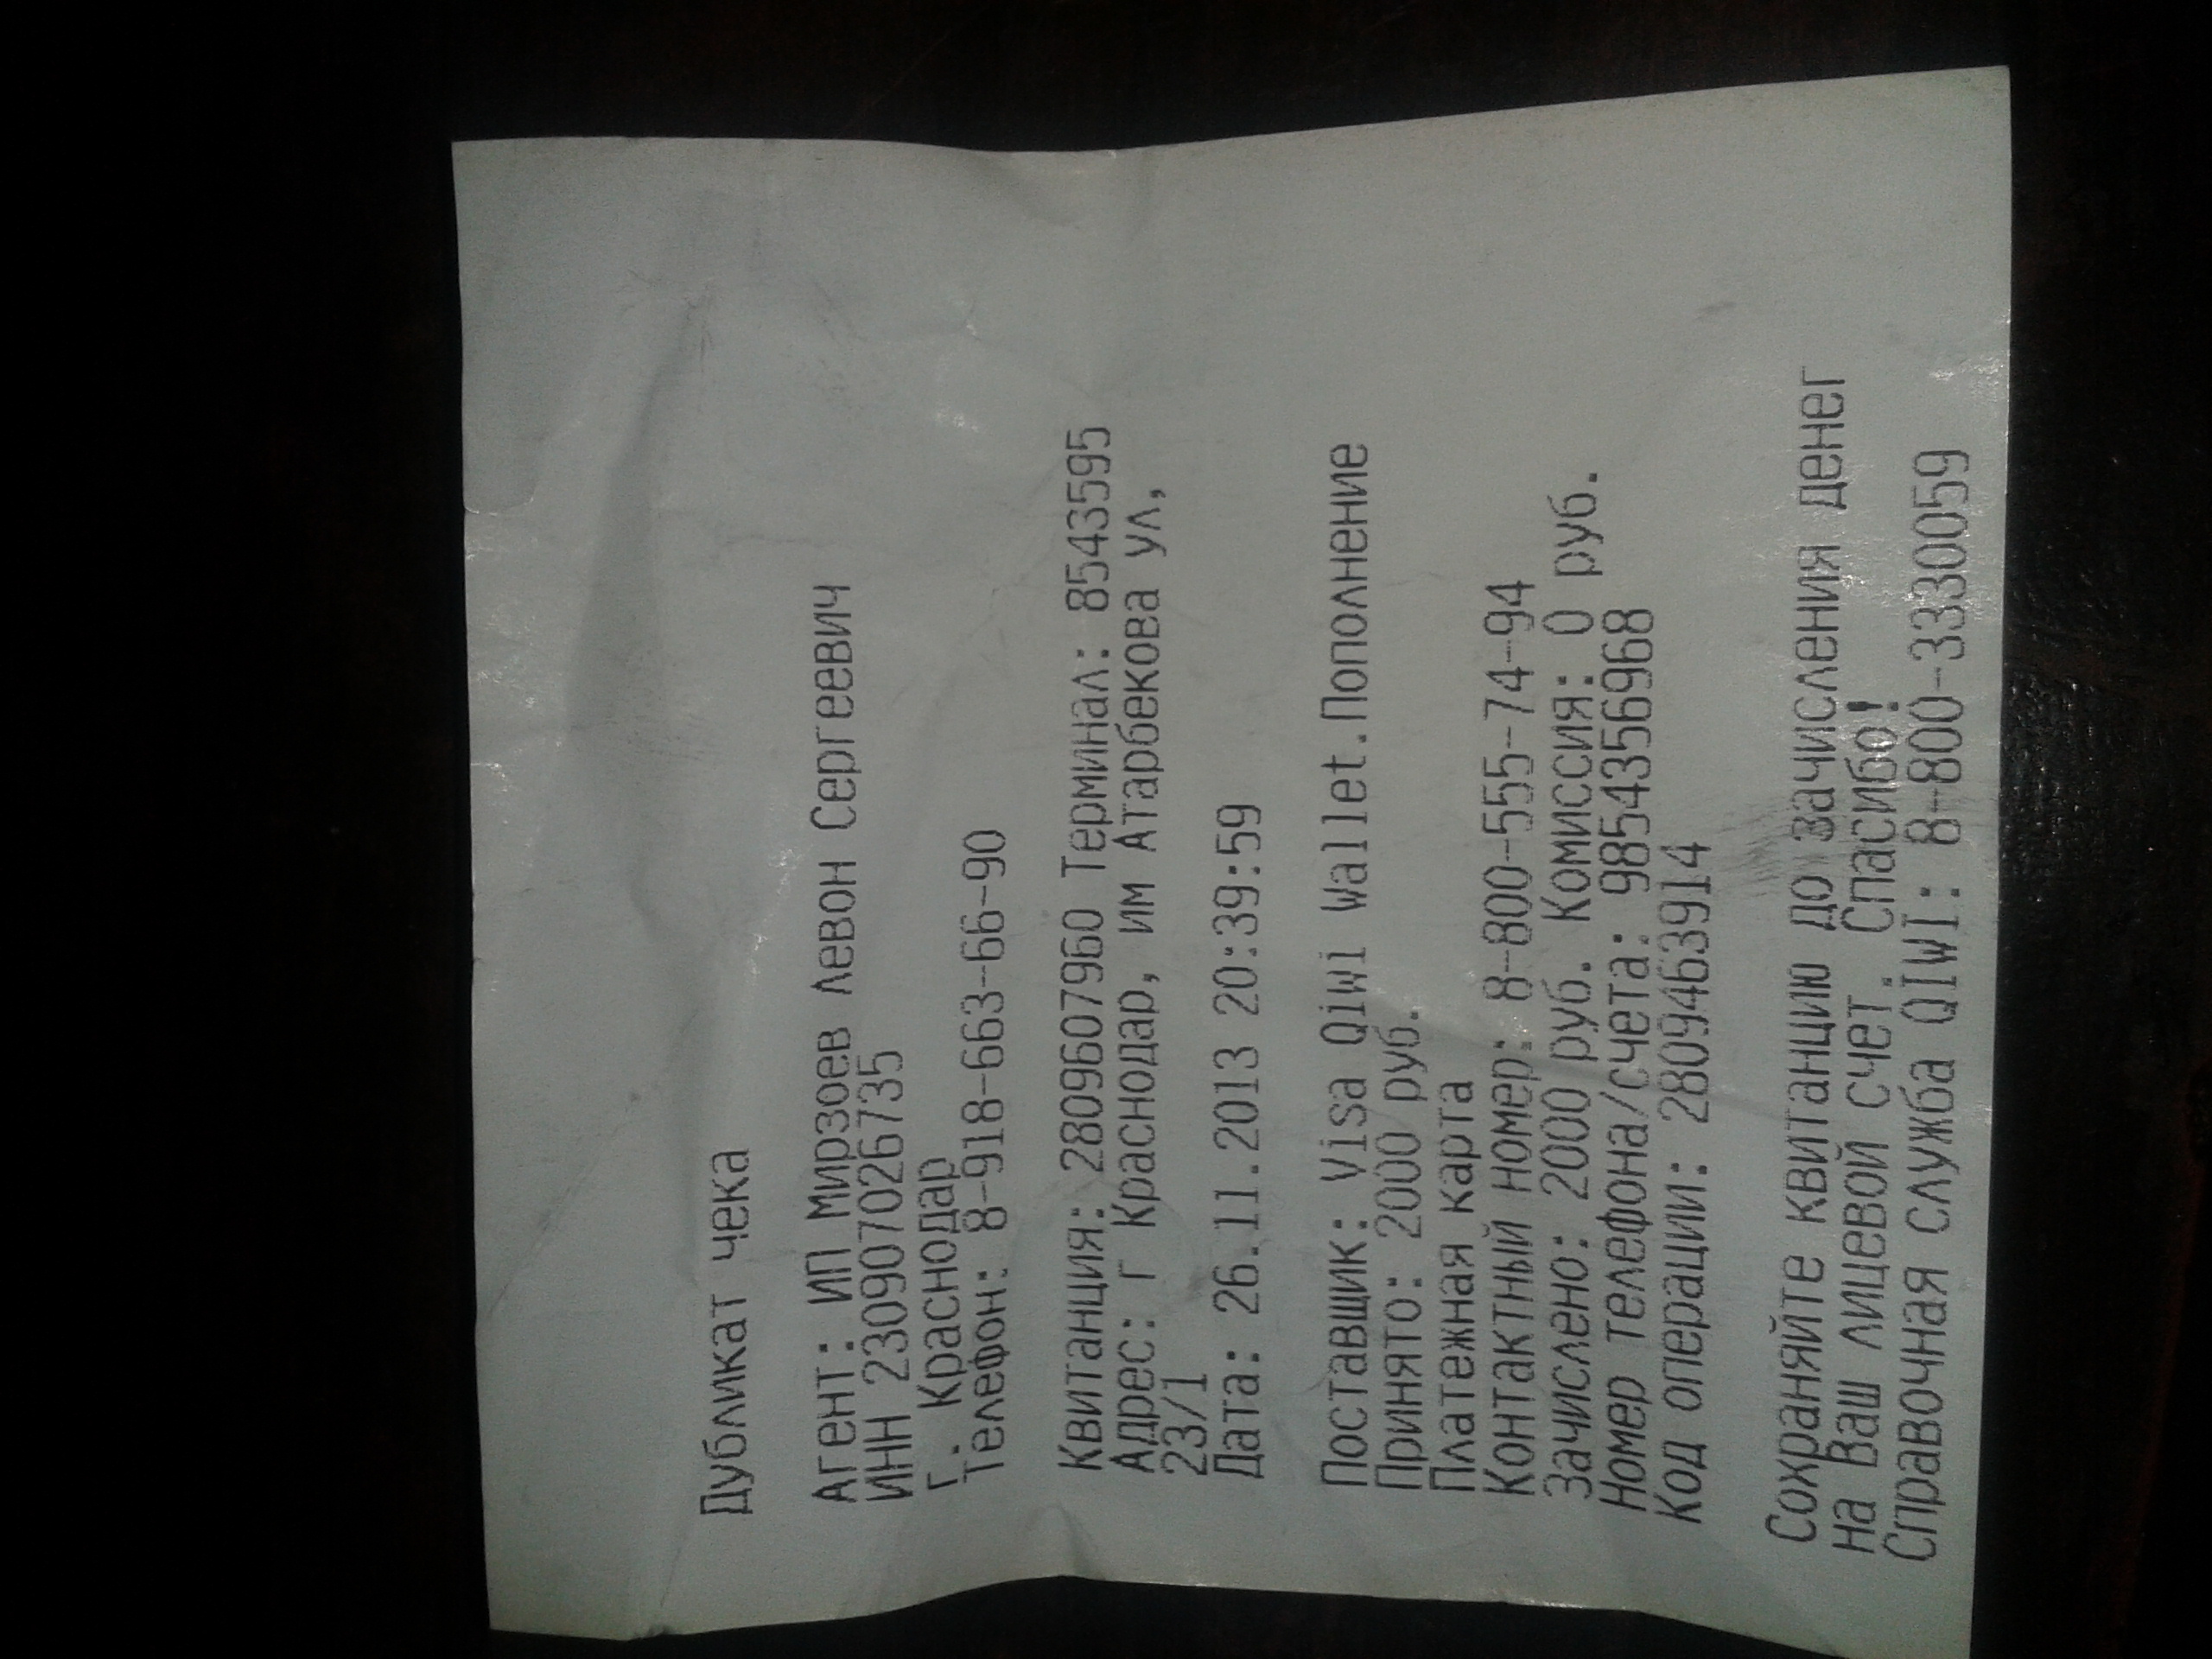 Дубликат чека
Агент: ИП Мирзоев Левон Сергеевич
ИНН 230907026735
Г. Краснодар
Телефон: 8-918-663-66-90
Квитанция: 2809607960 Терминал: 8543595
Адрес: г Краснодар, им Атарбекова ул,
23/1
Дата: 26.11.2013 20:39:59
Поставщик: Visa Qiwi Wallet.Пополнение
Принято: 2000 руб.
Платежная карта
Контактный номер: 8-800-555-74-94
Зачислено: 2000 руб. Комиссия: 0 руб.
Номер телефона/счета: 9854356968
Код операции: 2809463914
Сохраняйте квитанцию до зачисления денег
на Ваш лицевой счет. Спасибо!
Справочная служба QIWI: 8-800-3330059